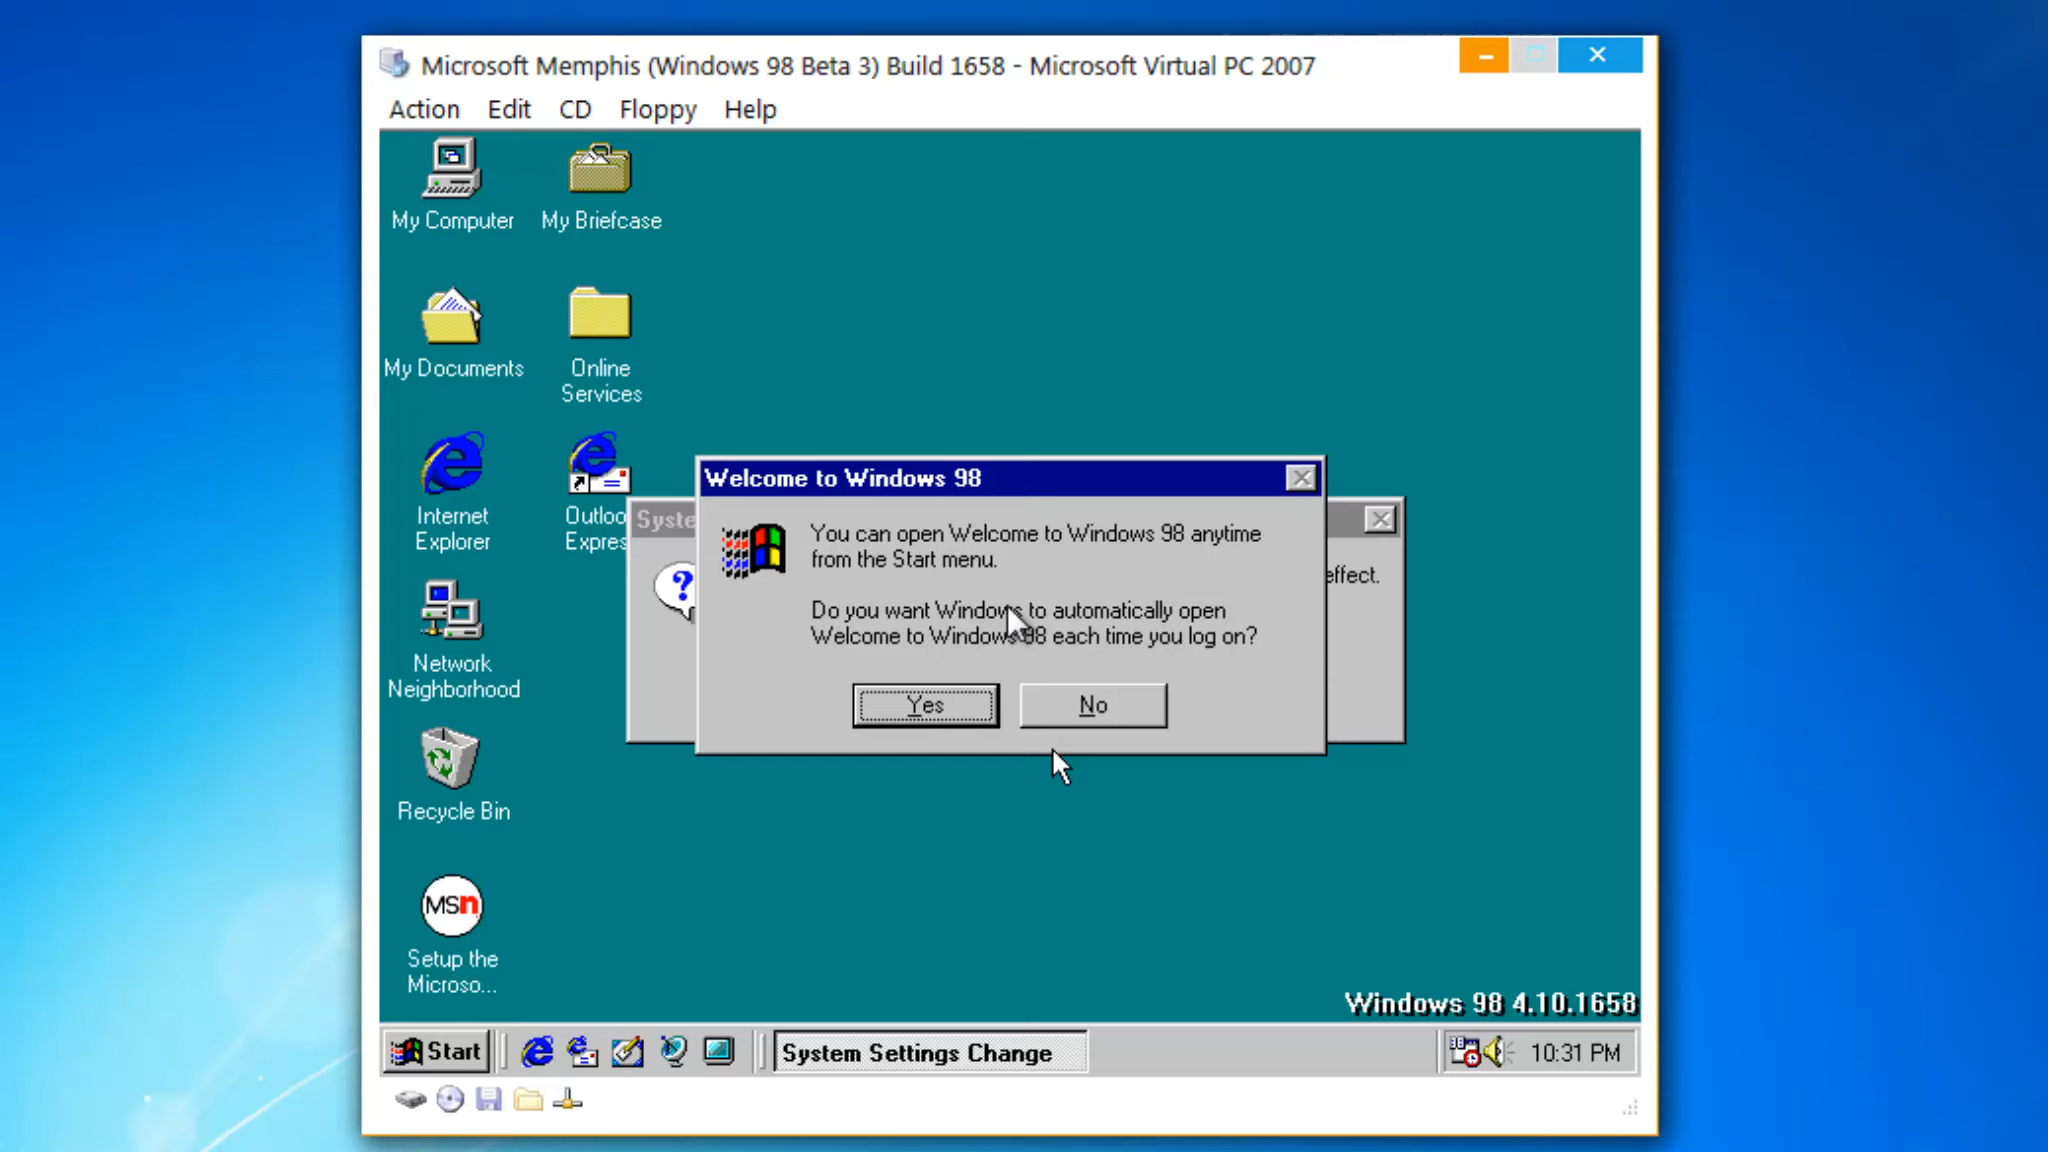 Microsoft Memphis (Windows 98 Beta 3) Build 1658 - Microsoft Virtual PC 2007
Action Edit CD Floppy Help
My Computer
My Briefcase
My Documents
Online
Services
Internet
Explorer
Outloo
Expres
Network
Neighborhood
Recycle Bin
MSn
Setup the
Microso...
Syste
effect.
Welcome to Windows 98
You can open Welcome to Windows 98 anytime
from the Start menu.
Do you want Windows to automatically open
Welcome to Windows 98 each time you log on?
Yes No
Windows 98 4.10.1658
Start System Settings Change 10:31 PM